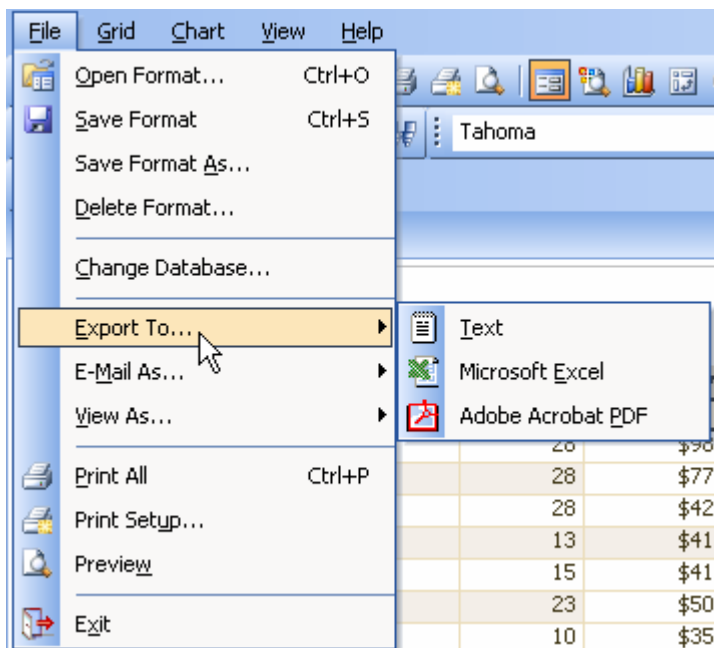 File Grid Chart View Help
Open Format... Ctrl+O
Save Format Ctrl+S
Tahoma
Save Format As...
Delete Format...
Change Database...
Export To...
Text
E-Mail As...
Microsoft Excel
View As...
Adobe Acrobat PDF
28 $98
Print All Ctrl+P
28 $77
Print Setup...
28 $42
13 $41
Preview
15 $41
23 $50
Exit
10 $35